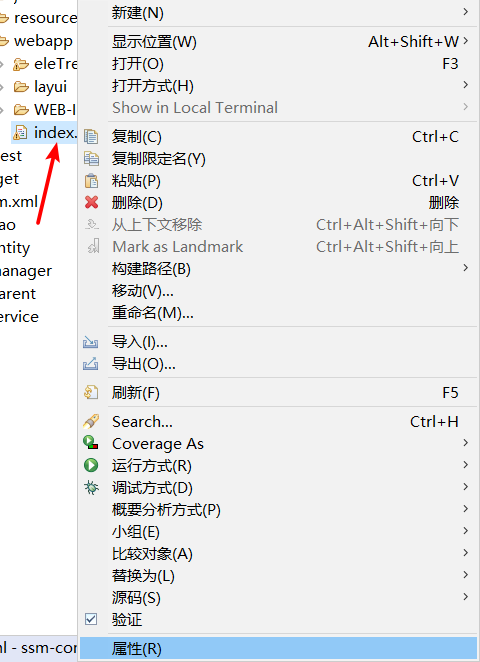 resource
webapp
eleTre
layui
WEB-I
index.
est
get
m.xml
ao
ntity
manager
arent
ervice
nl - ssm-cor
新建(N)
显示位置(W) Alt+Shift+W
打开(O) F3
打开方式(H)
Show in Local Terminal
复制(C) Ctrl+C
复制限定名(Y)
粘贴(P) Ctrl+V
删除(D) 删除
从上下文移除 Ctrl+Alt+Shift+向下
Mark as Landmark Ctrl+Alt+Shift+向上
构建路径(B)
移动(V)...
重命名(M)...
导入(I)...
导出(O)...
刷新(F) F5
Search... Ctrl+H
Coverage As
运行方式(R)
调试方式(D)
概要分析方式(P)
小组(E)
比较对象(A)
替换为(L)
源码(S)
验证
属性(R)